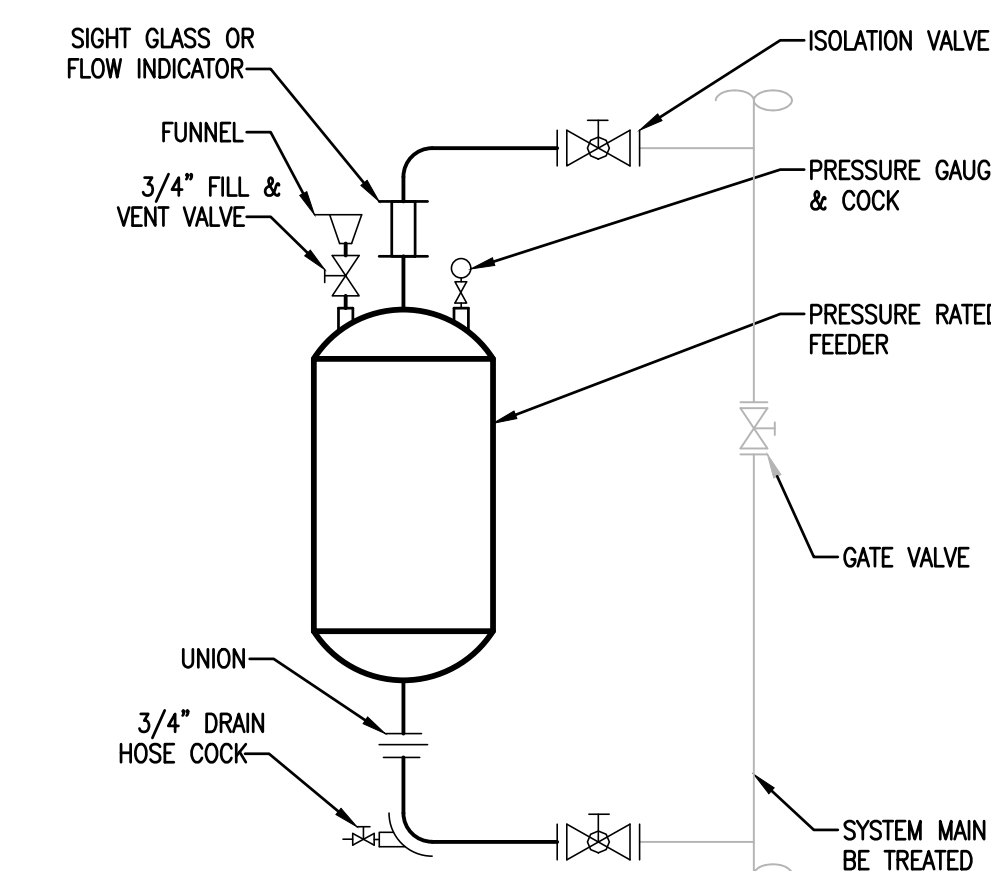 SIGHT GLASS OR
FLOW INDICATOR
FUNNEL
3/4" FILL &
VENT VALVE
ISOLATION VALVE
PRESSURE GAUG
& COCK
PRESSURE RATED
FEEDER
GATE VALVE
UNION
3/4" DRAIN
HOSE COCK
SYSTEM MAIN
BE TREATED